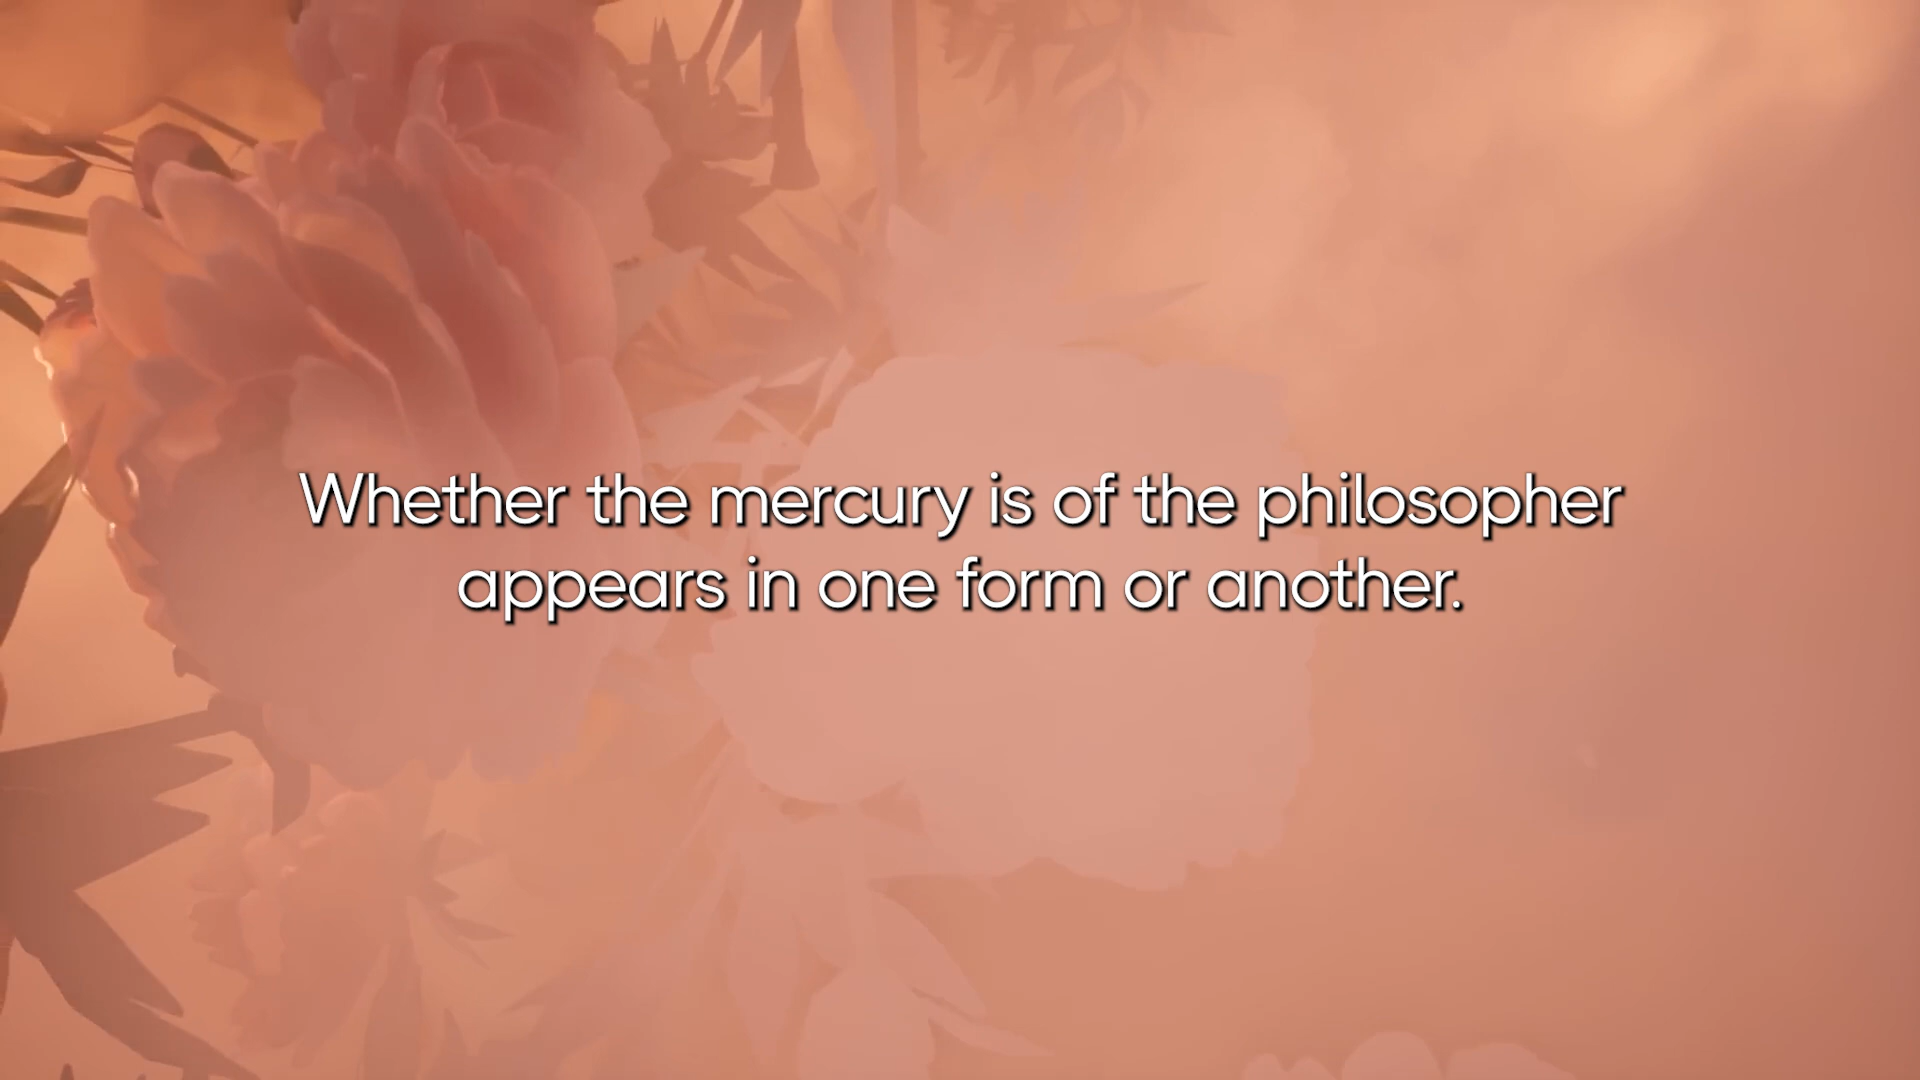 Whether the mercury is of the philosopher
appears in one form or another.